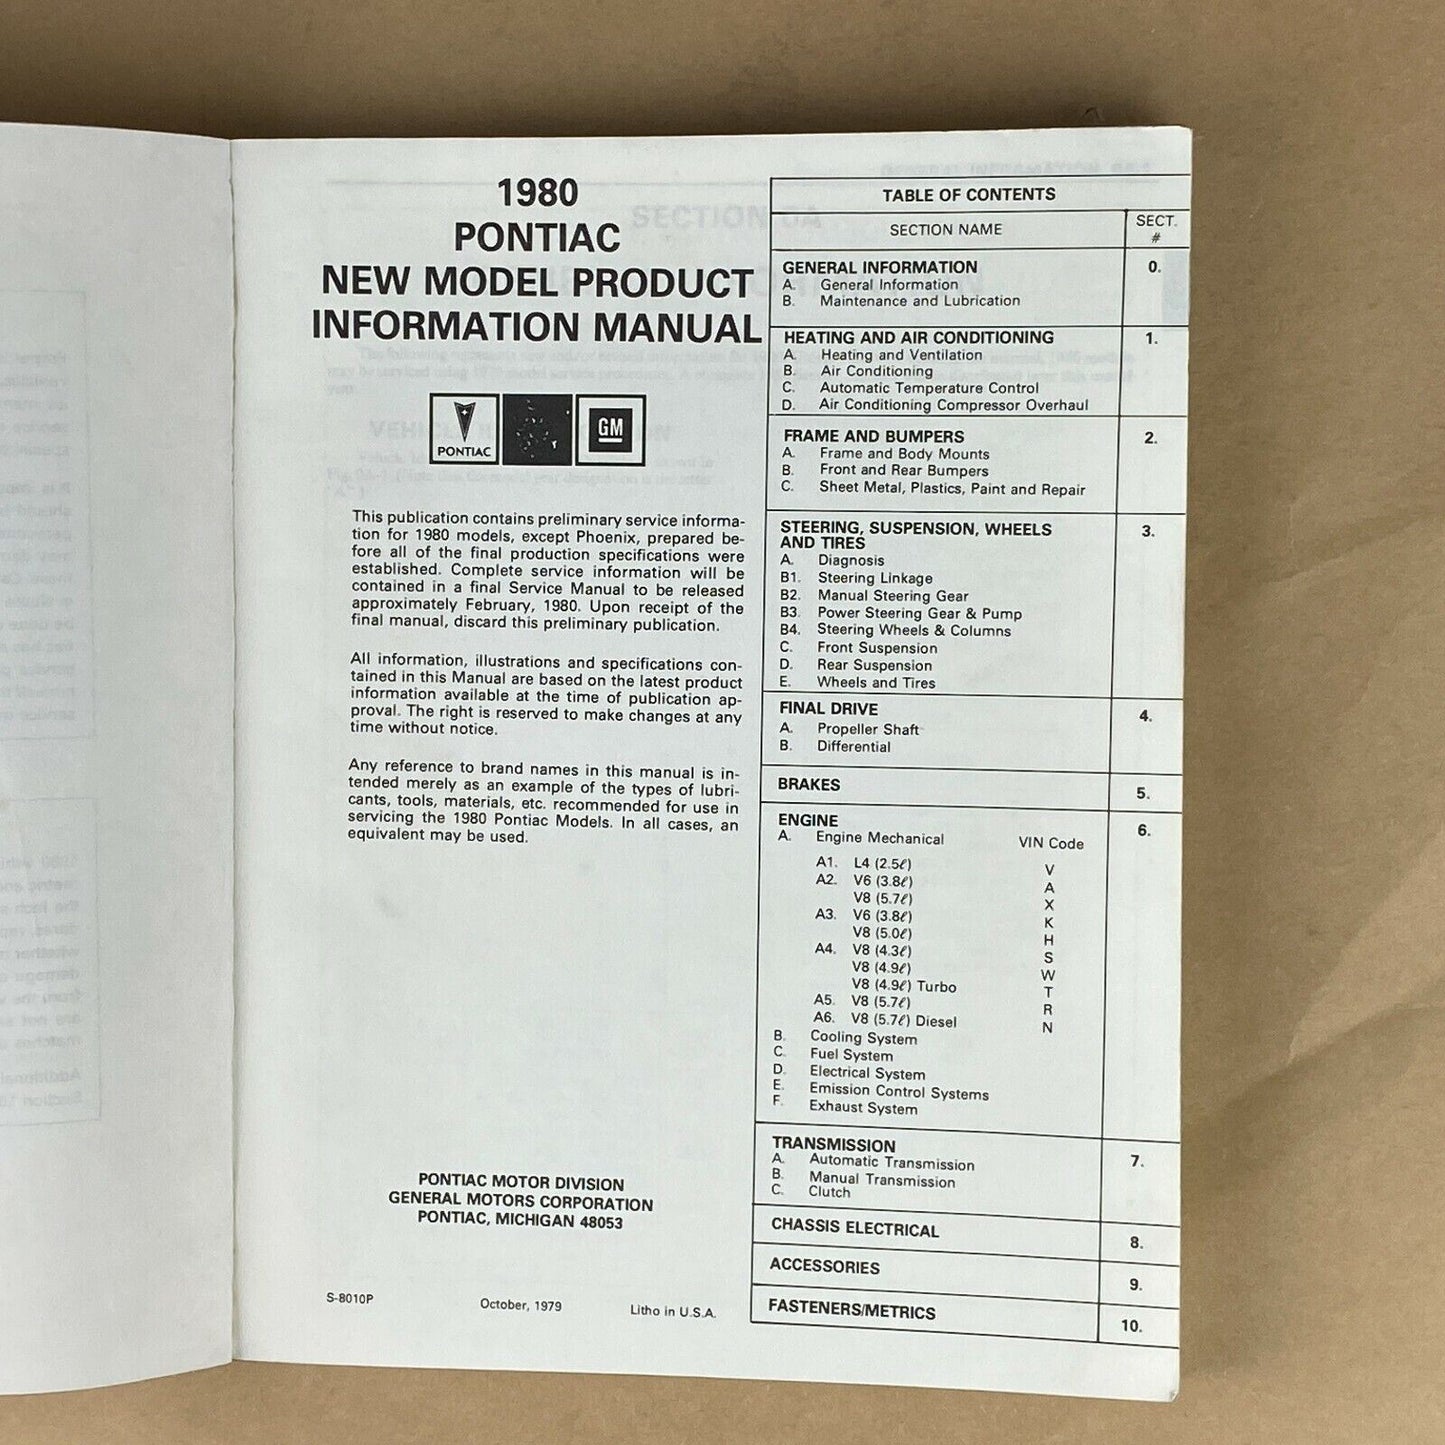 1980
PONTIAC
NEW MODEL PRODUCT
INFORMATION MANUAL
PONTIAC
GM
This publication contains preliminary service informa-
tion for 1980 models, except Phoenix, prepared be-
fore all of the final production specifications were
established. Complete service information will be
contained in a final Service Manual to be released
approximately February, 1980. Upon receipt of the
final manual, discard this preliminary publication.
All information, illustrations and specifications con-
tained in this Manual are based on the latest product
information available at the time of publication ap-
proval. The right is reserved to make changes at any
time without notice.
Any reference to brand names in this manual is in-
tended merely as an example of the types of lubri-
cants, tools, materials, etc. recommended for use in
servicing the 1980 Pontiac Models. In all cases, an
equivalent may be used.
PONTIAC MOTOR DIVISION
GENERAL MOTORS CORPORATION
PONTIAC, MICHIGAN 48053
S-8010P October, 1979 Litho in U.S.A.
TABLE OF CONTENTS
SECTION NAME SECT. #
GENERAL INFORMATION 0.
A. General Information
B. Maintenance and Lubrication
HEATING AND AIR CONDITIONING 1.
A. Heating and Ventilation
B. Air Conditioning
C. Automatic Temperature Control
D. Air Conditioning Compressor Overhaul
FRAME AND BUMPERS 2.
A. Frame and Body Mounts
B. Front and Rear Bumpers
C. Sheet Metal, Plastics, Paint and Repair
STEERING, SUSPENSION, WHEELS 3.
AND TIRES
A. Diagnosis
B1. Steering Linkage
B2. Manual Steering Gear
B3. Power Steering Gear & Pump
B4. Steering Wheels & Columns
C. Front Suspension
D. Rear Suspension
E. Wheels and Tires
FINAL DRIVE 4.
A. Propeller Shaft
B. Differential
BRAKES 5.
ENGINE 6.
A. Engine Mechanical VIN Code
A1. L4 (2.5ℓ) V
A2. V6 (3.8ℓ) A
V8 (5.7ℓ) X
A3. V6 (3.8ℓ) K
V8 (5.0ℓ) H
A4. V8 (4.3ℓ) S
V8 (4.9ℓ) W
V8 (4.9ℓ) Turbo T
A5. V8 (5.7ℓ) R
A6. V8 (5.7ℓ) Diesel N
B. Cooling System
C. Fuel System
D. Electrical System
E. Emission Control Systems
F. Exhaust System
TRANSMISSION 7.
A. Automatic Transmission
B. Manual Transmission
C. Clutch
CHASSIS ELECTRICAL 8.
ACCESSORIES 9.
FASTENERS/METRICS 10.